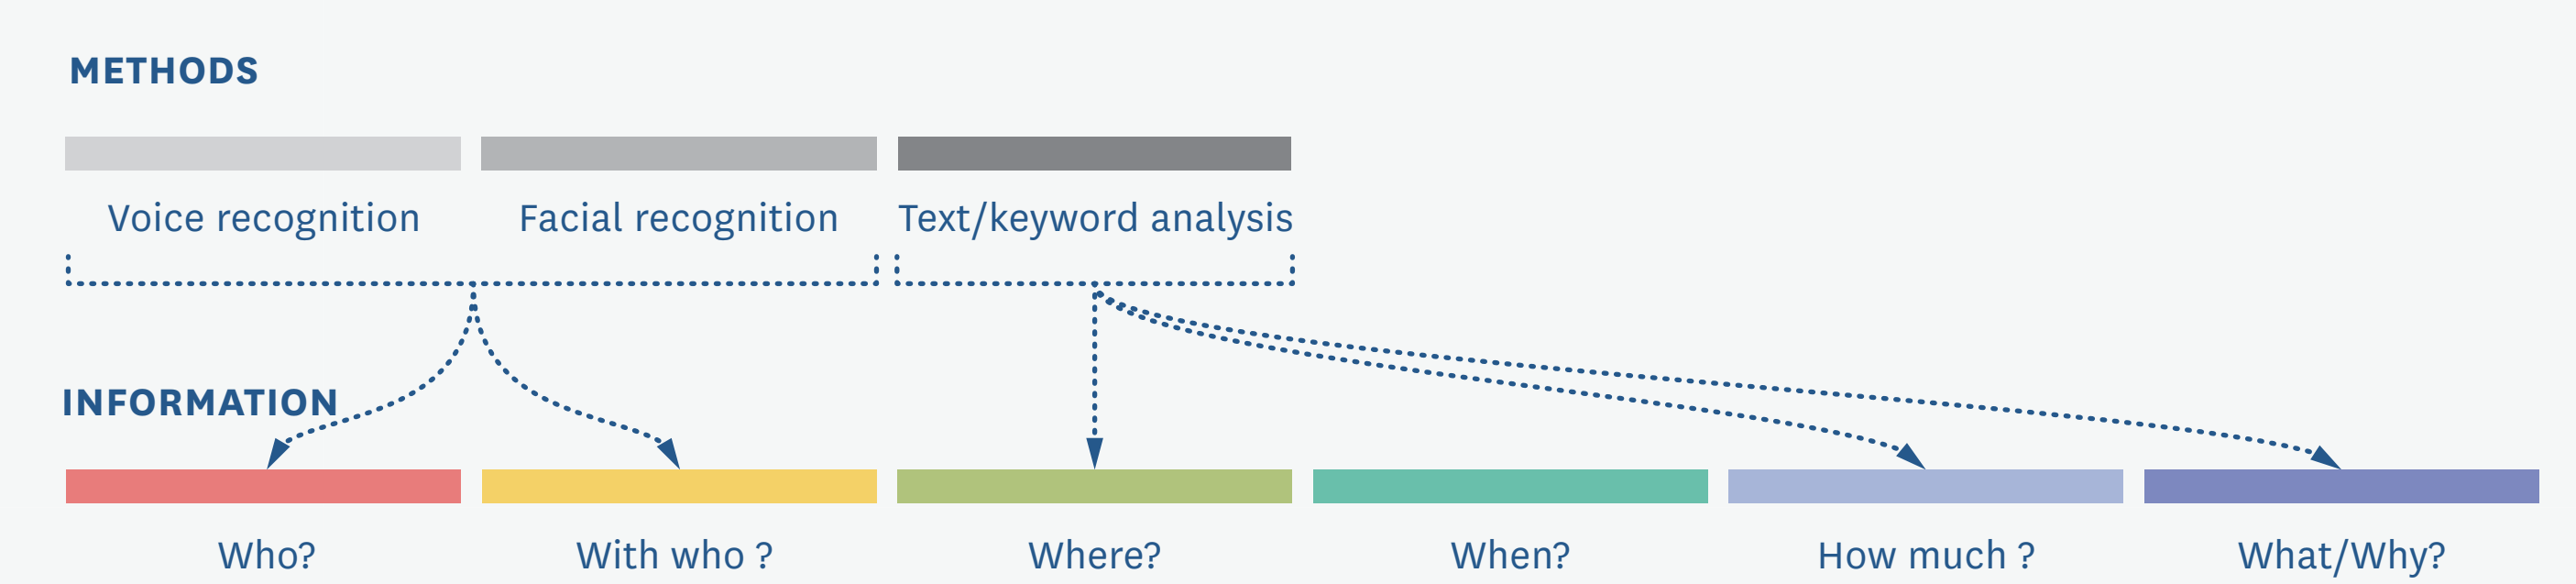 METHODS
Voice recognition
Facial recognition
Text/keyword analysis
INFORMATION
Who?
With who ?
Where?
When?
How much ?
What/Why?